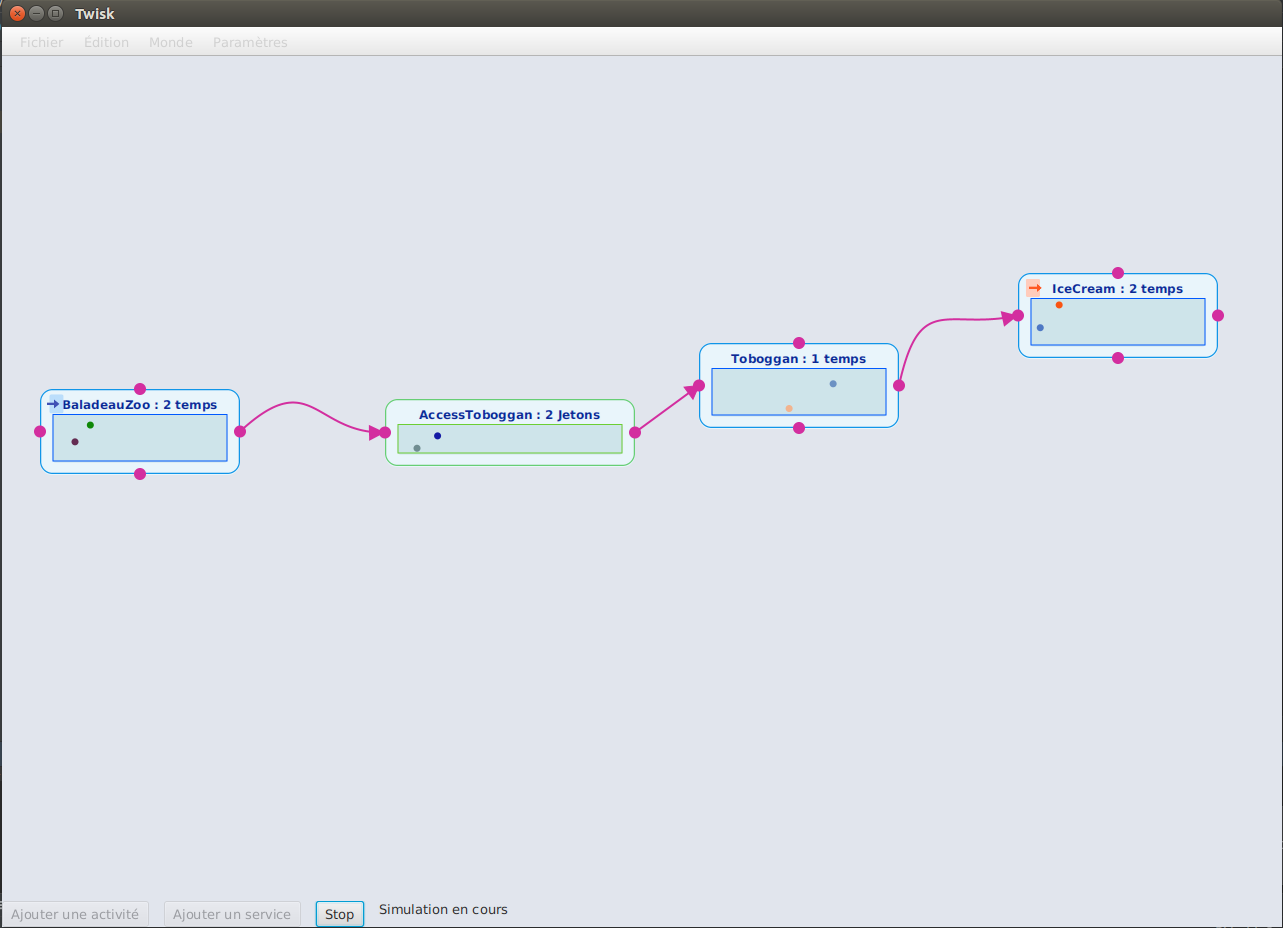 Twisk
Fichier Édition Monde Paramètres
IceCream : 2 temps
Toboggan : 1 temps
BaladeauZoo : 2 temps
AccessToboggan : 2 Jetons
Ajouter une activité Ajouter un service Stop Simulation en cours